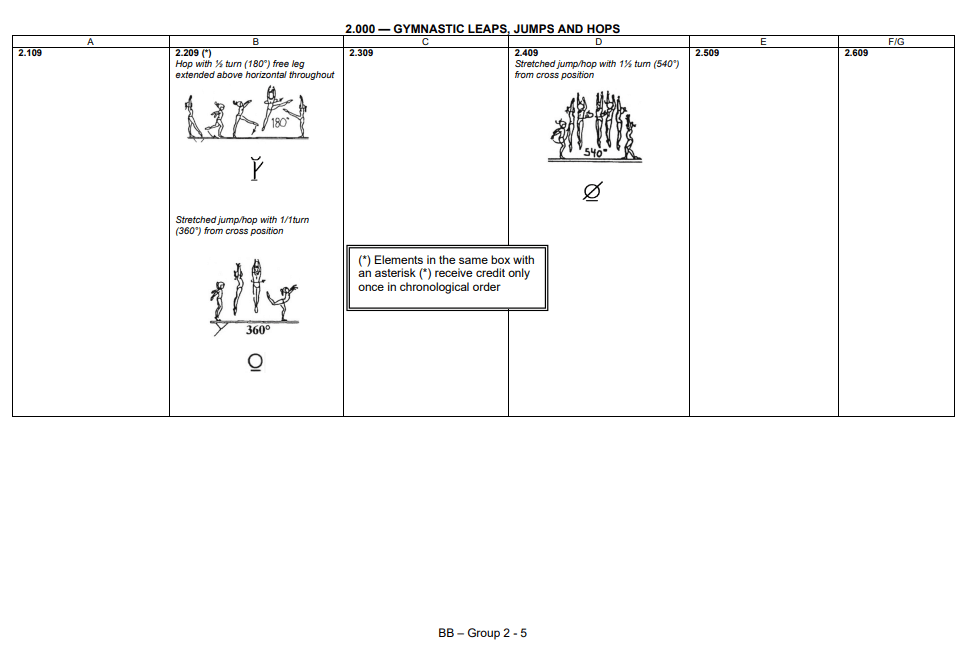 2.000 — GYMNASTIC LEAPS, JUMPS AND HOPS
A B C D E F/G
2.109 2.209 (*) 2.309 2.409 2.509 2.609
Hop with ½ turn (180°) free leg
extended above horizontal throughout
Stretched jump/hop with 1½ turn (540°)
from cross position
180°
540°
Stretched jump/hop with 1/1turn
(360°) from cross position
(*) Elements in the same box with
an asterisk (*) receive credit only
once in chronological order
360°
BB – Group 2 - 5